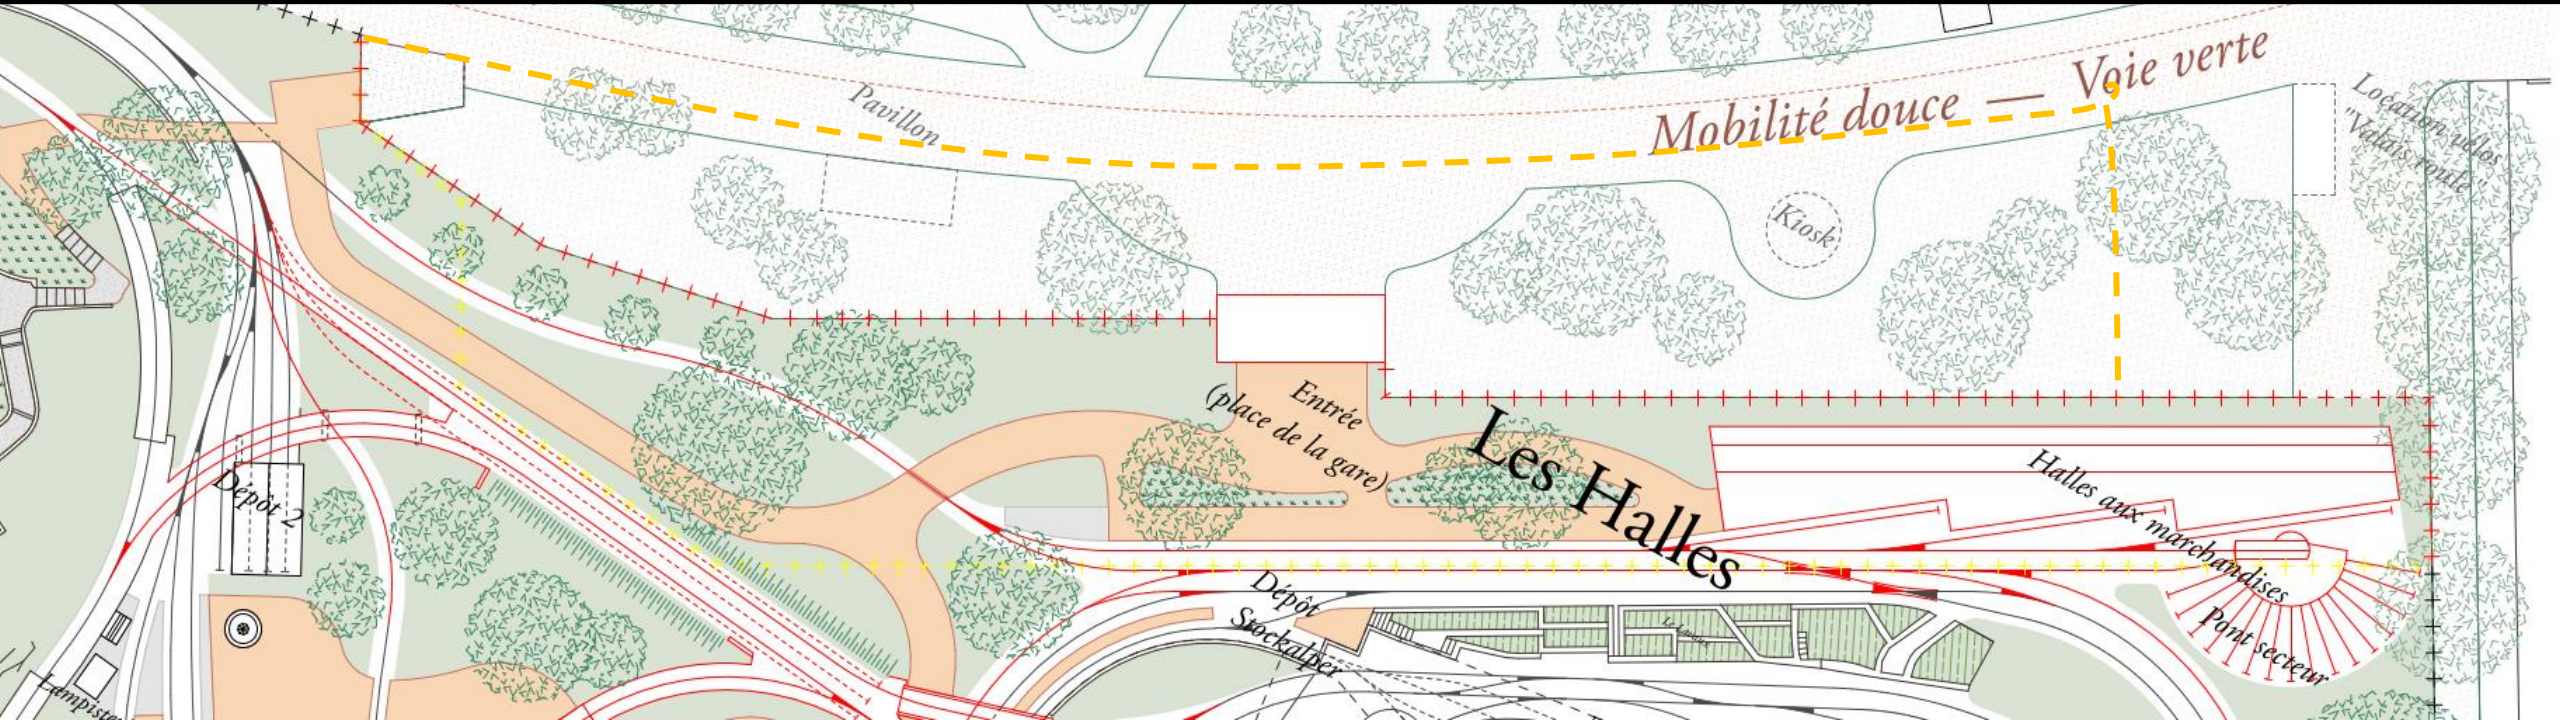 Pavillon
Mobilité douce — Voie verte
Location vélos
"Valais roule"
Kiosk
Entrée
(place de la gare)
Les Halles
Halles aux marchandises
Dépôt 2
Dépôt
Stockalper
Pont secteur